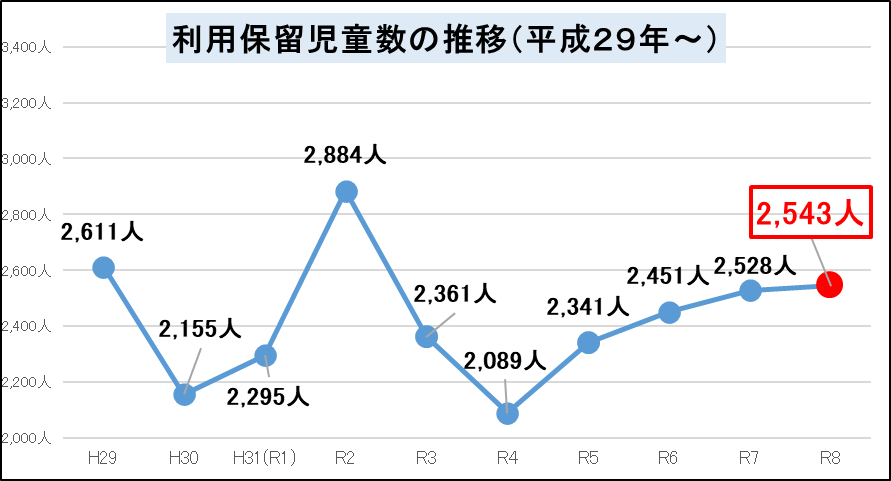 利用保留児童数の推移（平成２９年～）
3,400人
3,200人
3,000人
2,800人
2,600人
2,400人
2,200人
2,000人
2,611人
2,155人
2,295人
2,884人
2,361人
2,089人
2,341人
2,451人
2,528人
2,543人
H29
H30
H31（R1）
R2
R3
R4
R5
R6
R7
R8